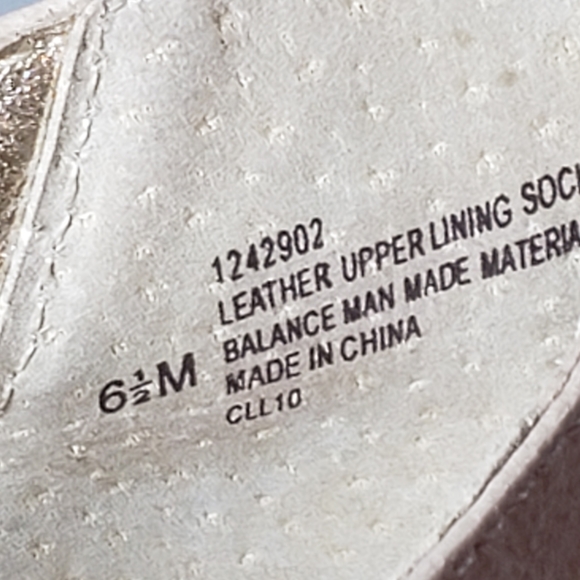 1242902
LEATHER UPPER LINING SOC
BALANCE MAN MADE MATERIA
6½M MADE IN CHINA
CLL10